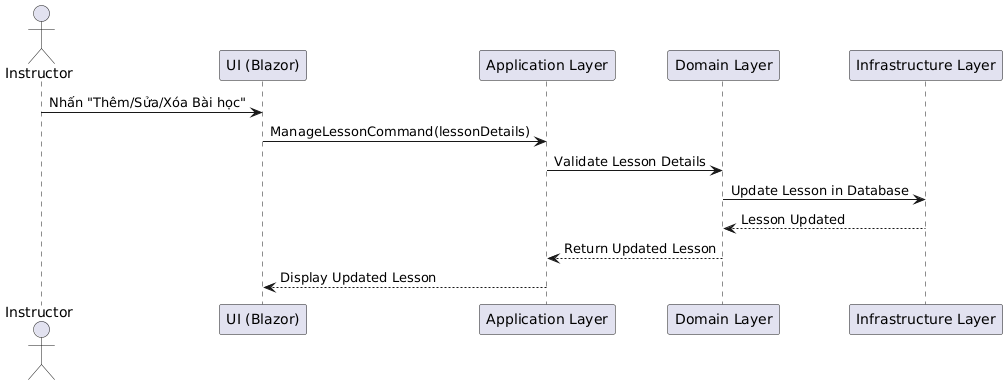 Instructor
UI (Blazor)
Application Layer
Domain Layer
Infrastructure Layer
Nhấn "Thêm/Sửa/Xóa Bài học"
ManageLessonCommand(lessonDetails)
Validate Lesson Details
Update Lesson in Database
Lesson Updated
Return Updated Lesson
Display Updated Lesson
Instructor
UI (Blazor)
Application Layer
Domain Layer
Infrastructure Layer